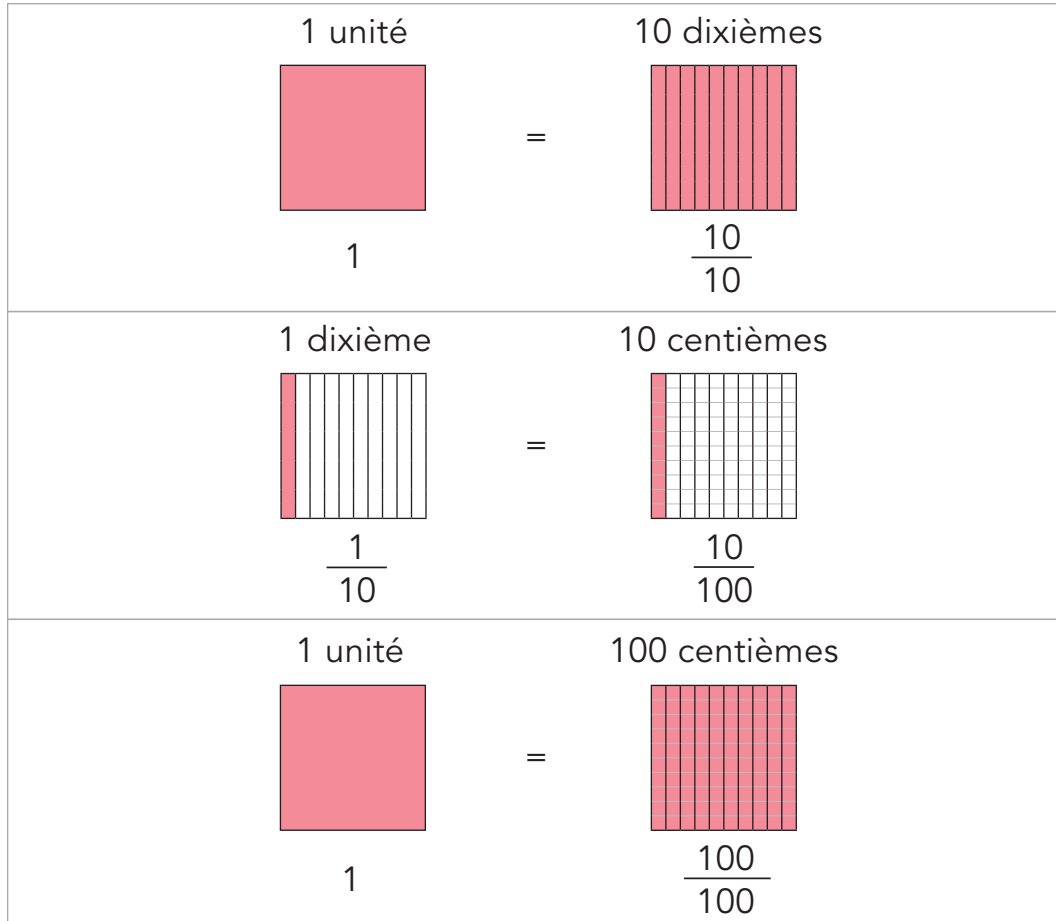 1 unité 10 dixièmes
=
1 10/10
1 dixième 10 centièmes
=
1/10 10/100
1 unité 100 centièmes
=
1 100/100